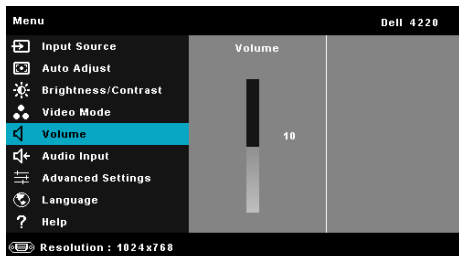 Menu Dell 4220
Input Source Volume
Auto Adjust
Brightness/Contrast
Video Mode
Volume 10
Audio Input
Advanced Settings
Language
? Help
Resolution : 1024x768